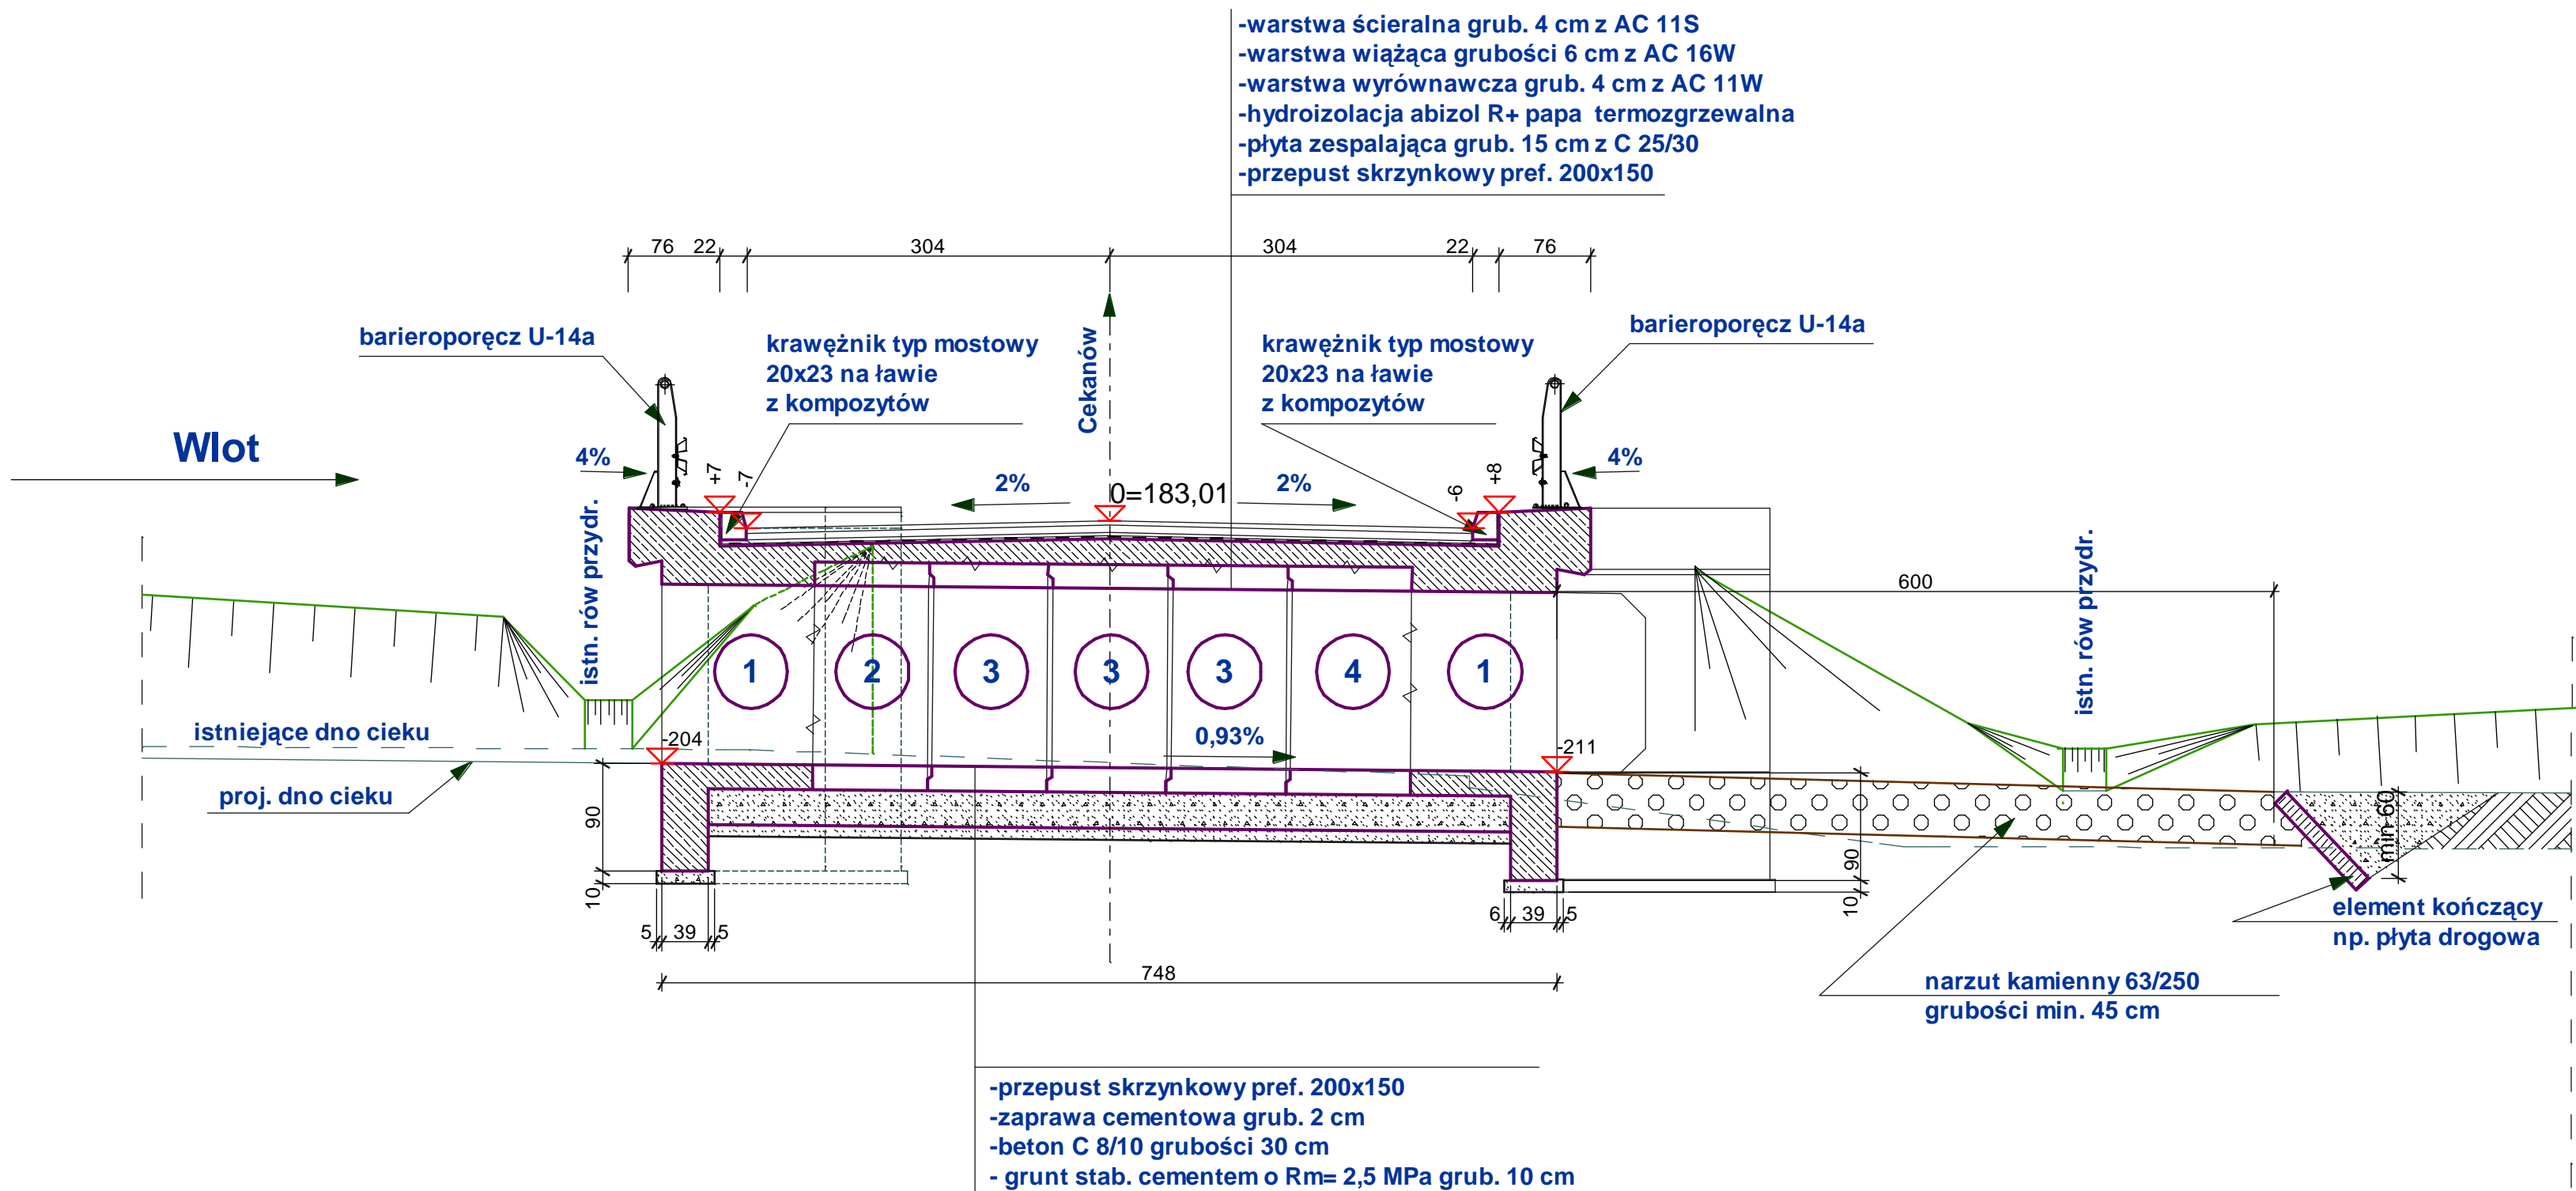 -warstwa ścieralna grub. 4 cm z AC 11S
-warstwa wiążąca grubości 6 cm z AC 16W
-warstwa wyrównawcza grub. 4 cm z AC 11W
-hydroizolacja abizol R+ papa termozgrzewalna
-płyta zespalająca grub. 15 cm z C 25/30
-przepust skrzynkowy pref. 200x150
76 22 304 304 22 76
barieroporęcz U-14a
krawężnik typ mostowy
20x23 na ławie
z kompozytów
Cekanów
krawężnik typ mostowy
20x23 na ławie
z kompozytów
barieroporęcz U-14a
Wlot
4%
+7
-7
2%
0=183,01
2%
-6
+8
4%
istn. rów przydr.
istn. rów przydr.
600
1 2 3 3 3 4 1
istniejące dno cieku
-204
0,93%
-211
proj. dno cieku
90
10
90
10
min 60
5 39 5
6 39 5
element kończący
np. płyta drogowa
748
narzut kamienny 63/250
grubości min. 45 cm
-przepust skrzynkowy pref. 200x150
-zaprawa cementowa grub. 2 cm
-beton C 8/10 grubości 30 cm
- grunt stab. cementem o Rm= 2,5 MPa grub. 10 cm